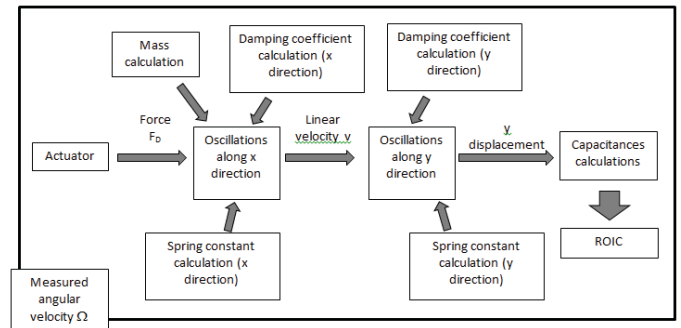 Mass
calculation
Damping coefficient
calculation (x
direction)
Damping coefficient
calculation (y
direction)
Actuator
Force
F_D
Oscillations
along x
direction
Linear
velocity v
Oscillations
along y
direction
y
displacement
Capacitances
calculations
ROIC
Spring constant
calculation (x
direction)
Spring constant
calculation (y
direction)
Measured
angular
velocity Ω